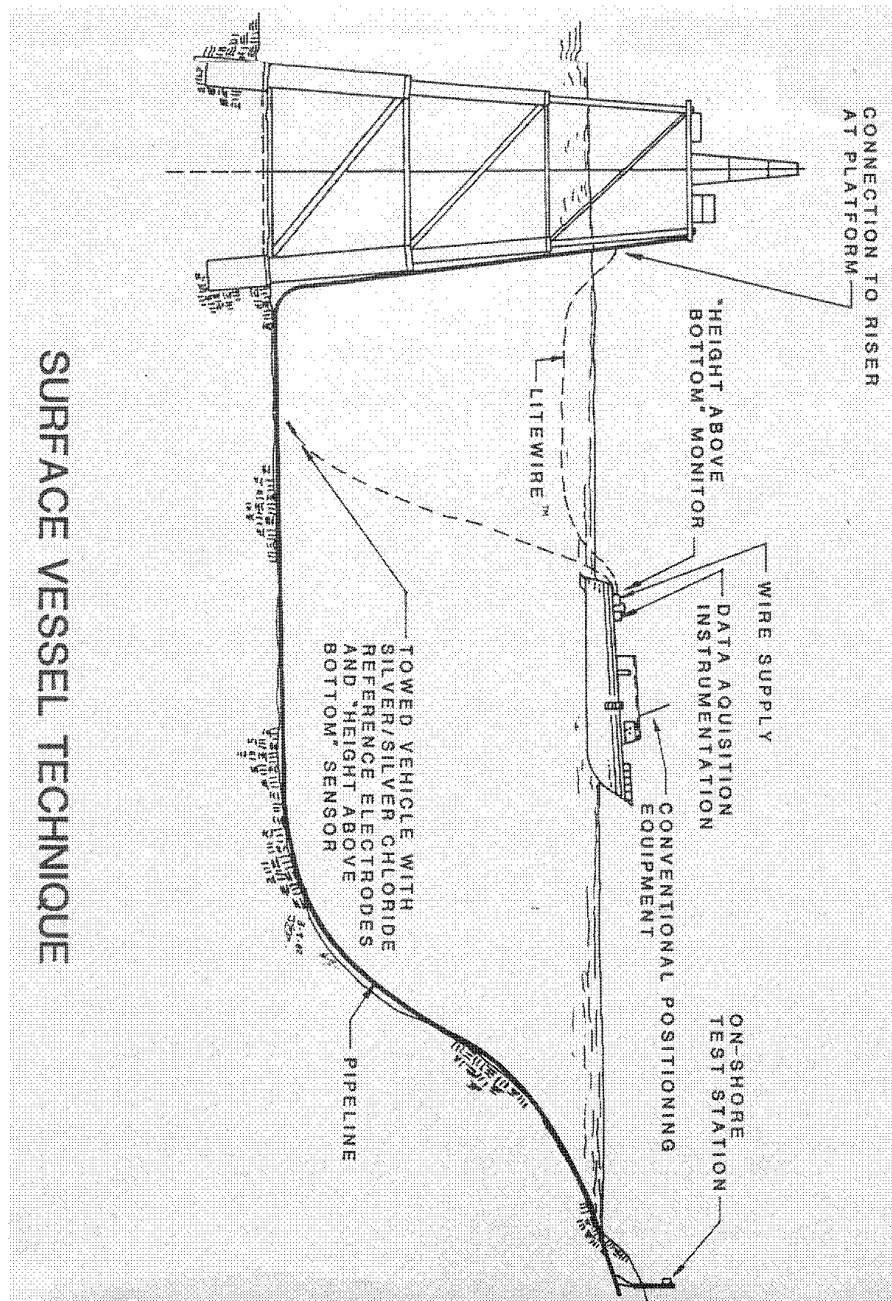 CONNECTION TO RISER
AT PLATFORM
"HEIGHT ABOVE
BOTTOM" MONITOR
LITEWIRE™
WIRE SUPPLY
DATA AQUISITION
INSTRUMENTATION
CONVENTIONAL POSITIONING
EQUIPMENT
ON-SHORE
TEST STATION
TOWED VEHICLE WITH
SILVER/SILVER CHLORIDE
REFERENCE ELECTRODES
AND "HEIGHT ABOVE
BOTTOM" SENSOR
PIPELINE
SURFACE VESSEL TECHNIQUE